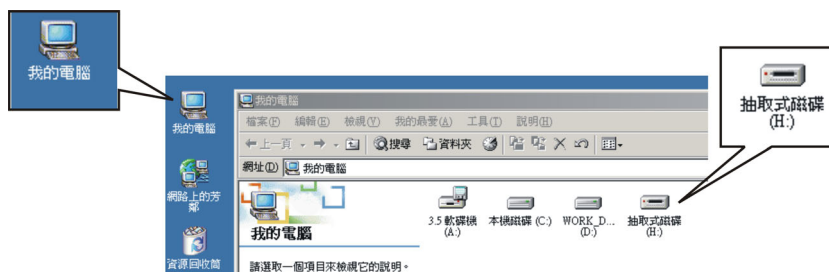 我的電腦
抽取式磁碟
(H:)
我的電腦
我的電腦
檔案(F) 編輯(E) 檢視(V) 我的最愛(A) 工具(T) 說明(H)
上一頁 搜尋 資料夾
網址(D) 我的電腦
網路上的芳
鄰
資源回收筒
我的電腦
請選取一個項目來檢視它的說明。
3.5 軟碟機
(A:)
本機磁碟 (C:)
WORK_D...
(D:)
抽取式磁碟
(H:)